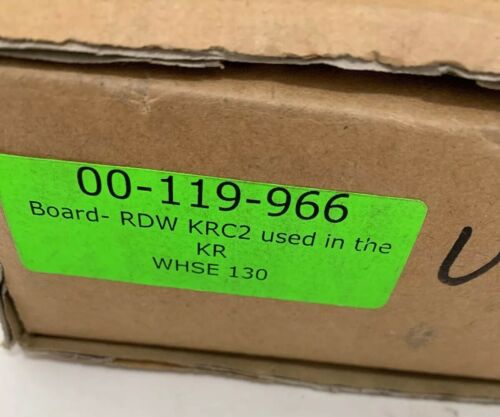 00-119-966
Board- RDW KRC2 used in the
KR
WHSE 130
U